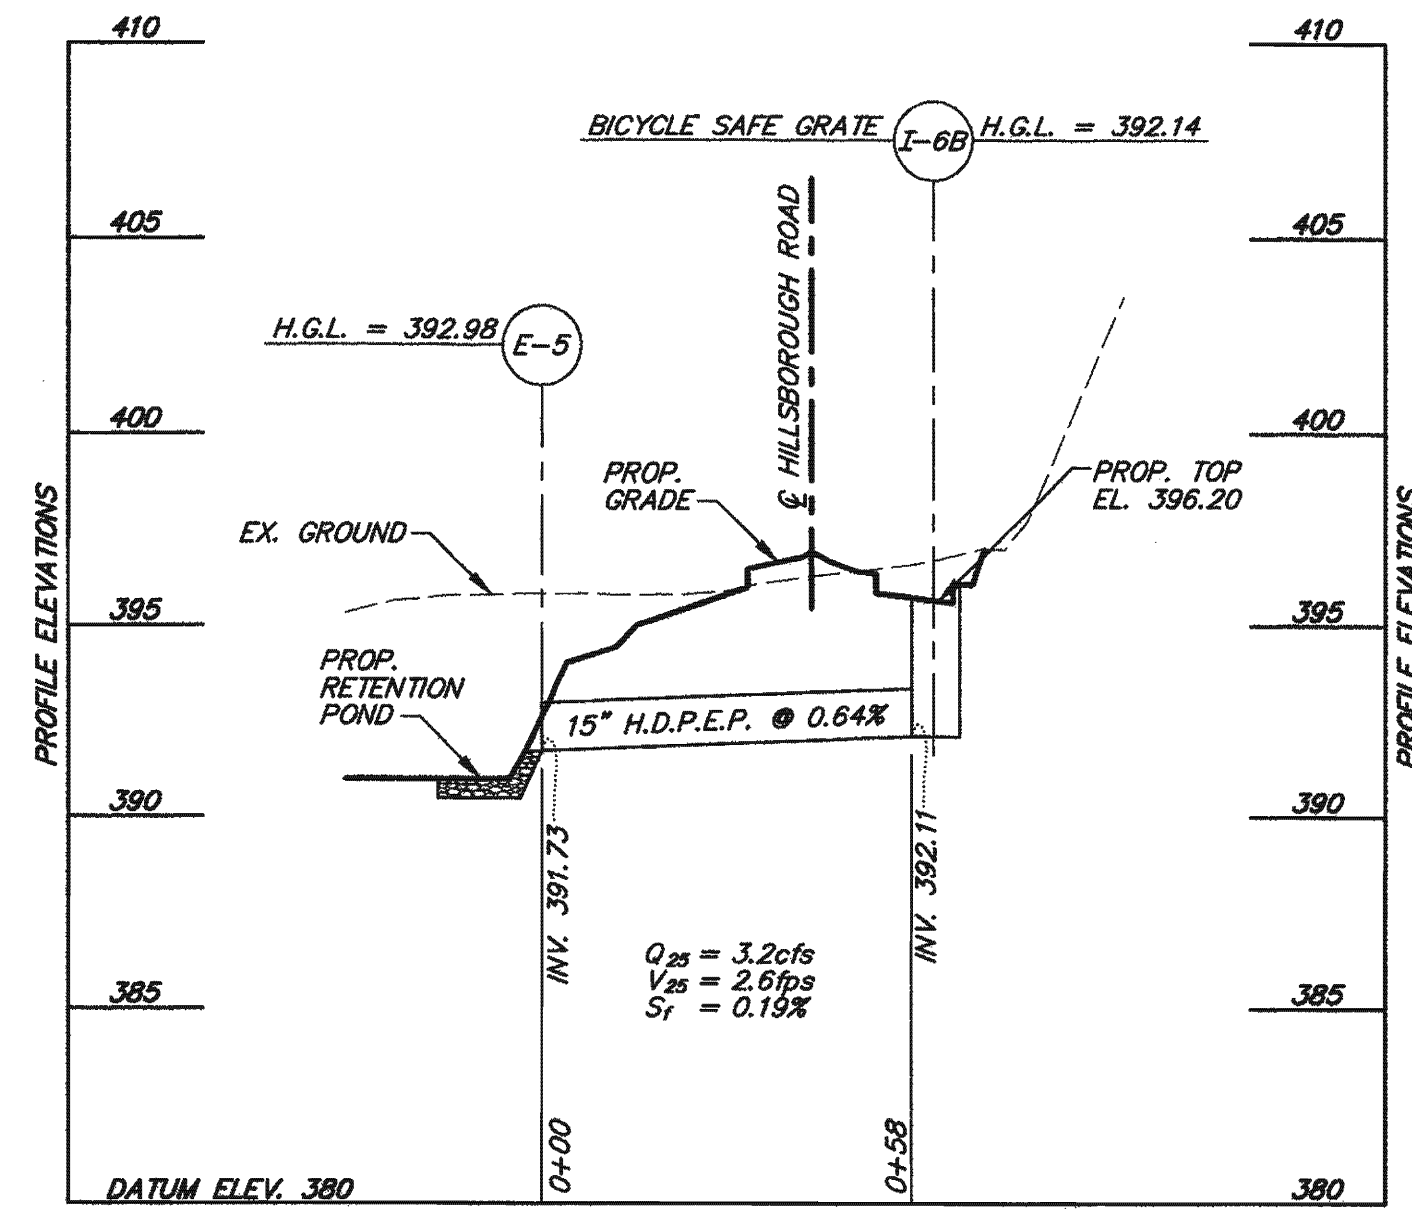 410
410
BICYCLE SAFE GRATE
I-6B
H.G.L. = 392.14
405
405
℄ HILLSBOROUGH ROAD
H.G.L. = 392.98
E-5
400
400
PROP.
GRADE
PROP. TOP
EL. 396.20
EX. GROUND
PROFILE ELEVATIONS
PROFILE ELEVATIONS
395
395
PROP.
RETENTION
POND
15" H.D.P.E.P. @ 0.64%
390
390
INV. 391.73
INV. 392.11
Q25 = 3.2cfs
V25 = 2.6fps
Sf = 0.19%
385
385
0+00
0+58
DATUM ELEV. 380
380